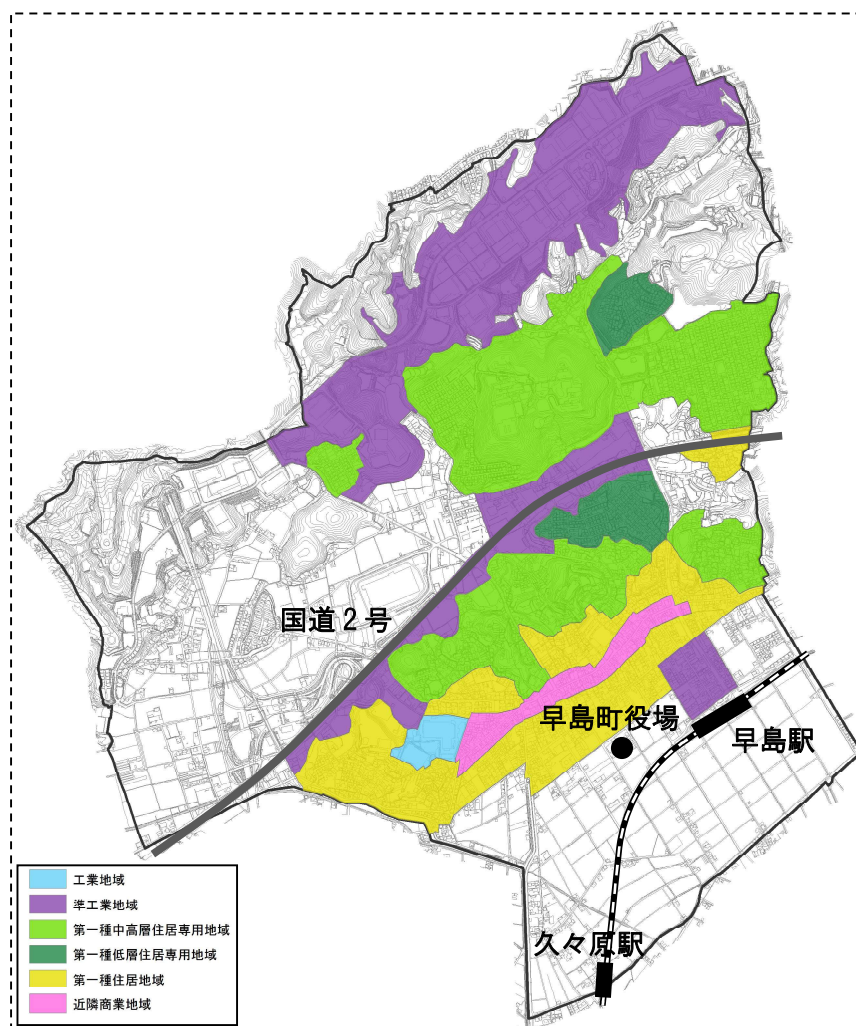 国道２号
早島町役場
早島駅
久々原駅
工業地域
準工業地域
第一種中高層住居専用地域
第一種低層住居専用地域
第一種住居地域
近隣商業地域